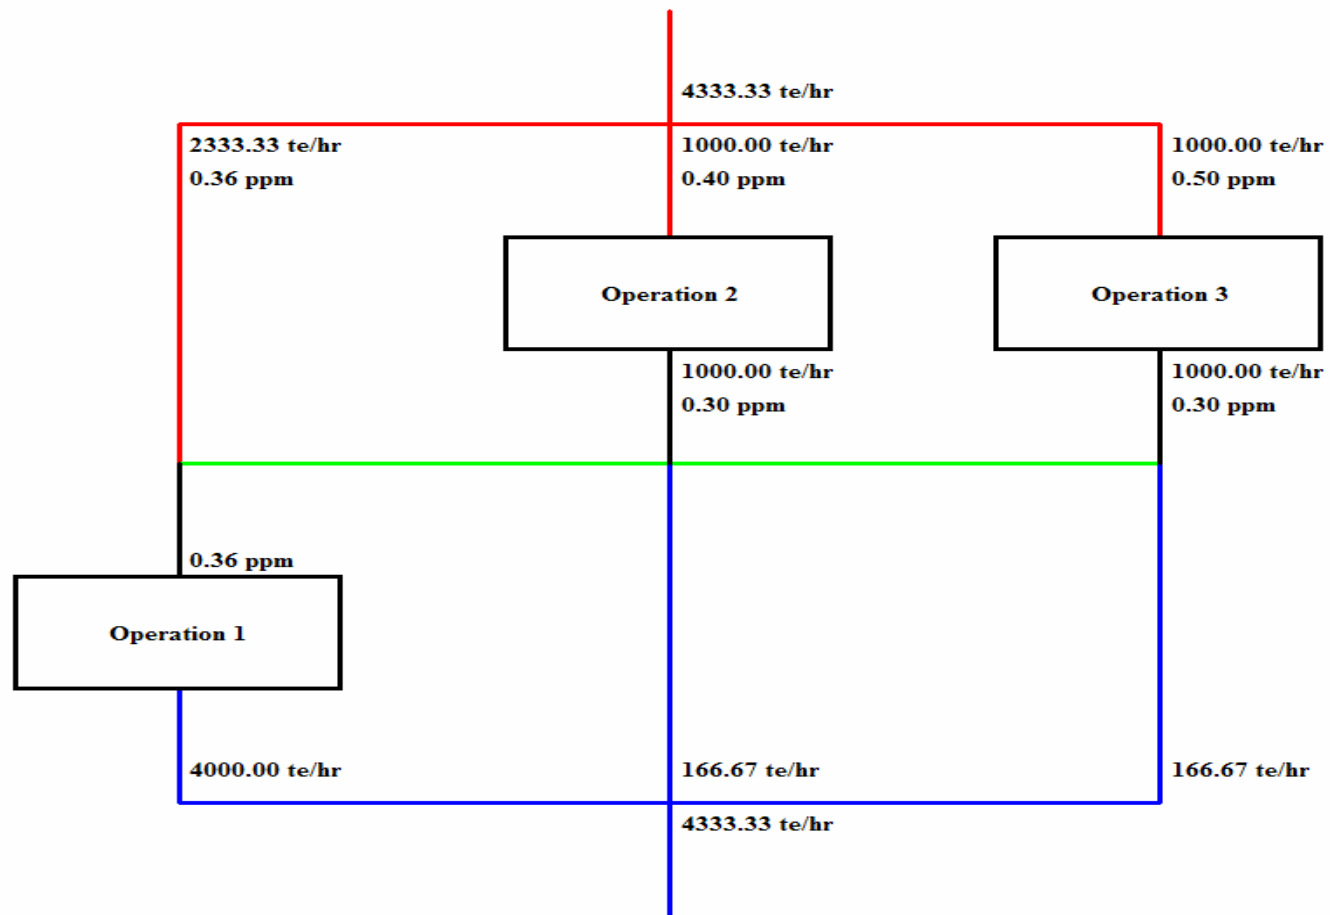 4333.33 te/hr
2333.33 te/hr
0.36 ppm
1000.00 te/hr
0.40 ppm
1000.00 te/hr
0.50 ppm
Operation 2
Operation 3
1000.00 te/hr
0.30 ppm
1000.00 te/hr
0.30 ppm
0.36 ppm
Operation 1
4000.00 te/hr
166.67 te/hr
166.67 te/hr
4333.33 te/hr